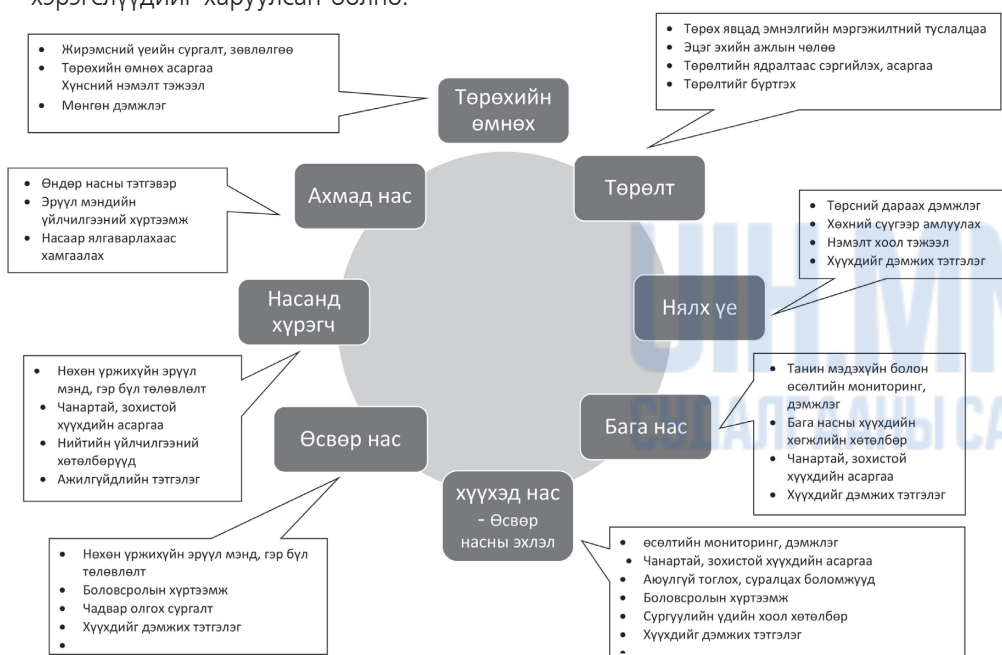 хэрэгслүүдийг харуулсан болно.
• Жирэмсний үеийн сургалт, зөвлөлгөө
• Төрөхийн өмнөх асаргаа
Хүнсний нэмэлт тэжээл
• Мөнгөн дэмжлэг
Төрөхийн
өмнөх
• Төрөх явцад эмнэлгийн мэргэжилтний туслалцаа
• Эцэг эхийн ажлын чөлөө
• Төрөлтийн ядралтаас сэргийлэх, асаргаа
• Төрөлтийг бүртгэх
Төрөлт
• Төрсний дараах дэмжлэг
• Хөхний сүүгээр амлуулах
• Нэмэлт хоол тэжээл
• Хүүхдийг дэмжих тэтгэлэг
Нялх үе
• Танин мэдэхүйн болон
өсөлтийн мониторинг,
дэмжлэг
• Бага насны хүүхдийн
хөгжлийн хөтөлбөр
• Чанартай, зохистой
хүүхдийн асаргаа
• Хүүхдийг дэмжих тэтгэлэг
Бага нас
хүүхэд нас
- Өсвөр
насны эхлэл
• өсөлтийн мониторинг, дэмжлэг
• Чанартай, зохистой хүүхдийн асаргаа
• Аюулгүй тоглох, суралцах боломжууд
• Боловсролын хүртээмж
• Сургуулийн үдийн хоол хөтөлбөр
• Хүүхдийг дэмжих тэтгэлэг
Өсвөр нас
• Нөхөн үржихүйн эрүүл мэнд, гэр бүл
төлөвлөлт
• Боловсролын хүртээмж
• Чадвар олгох сургалт
• Хүүхдийг дэмжих тэтгэлэг
•
Насанд
хүрэгч
• Нөхөн үржихүйн эрүүл
мэнд, гэр бүл төлөвлөлт
• Чанартай, зохистой
хүүхдийн асаргаа
• Нийтийн үйлчилгээний
хөтөлбөрүүд
• Ажилгүйдлийн тэтгэлэг
Ахмад нас
• Өндөр насны тэтгэвэр
• Эрүүл мэндийн
үйлчилгээний хүртээмж
• Насаар ялгаварлахаас
хамгаалах
UIH.MN
СУДАЛГААНЫ СА